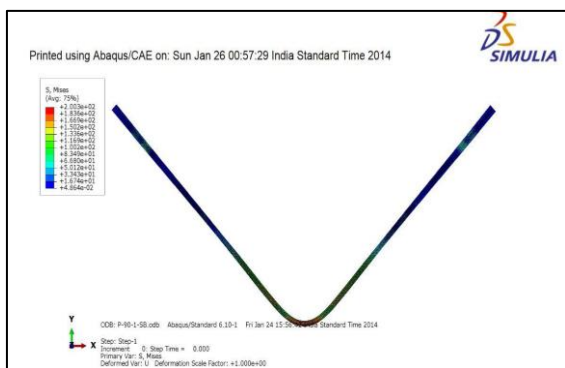 Printed using Abaqus/CAE on: Sun Jan 26 00:57:29 India Standard Time 2014
DS
SIMULIA
S, Mises
(Avg: 75%)
+2.003e+02
+1.836e+02
+1.669e+02
+1.502e+02
+1.336e+02
+1.169e+02
+1.002e+02
+8.349e+01
+6.680e+01
+5.012e+01
+3.343e+01
+1.674e+01
+4.864e-02
Y
X
ODB: P-90-1-SB.odb Abaqus/Standard 6.10-1 Fri Jan 24 India Standard Time 2014
Step: Step-1
Increment 0: Step Time = 0.000
Primary Var: S, Mises
Deformed Var: U Deformation Scale Factor: +1.000e+00